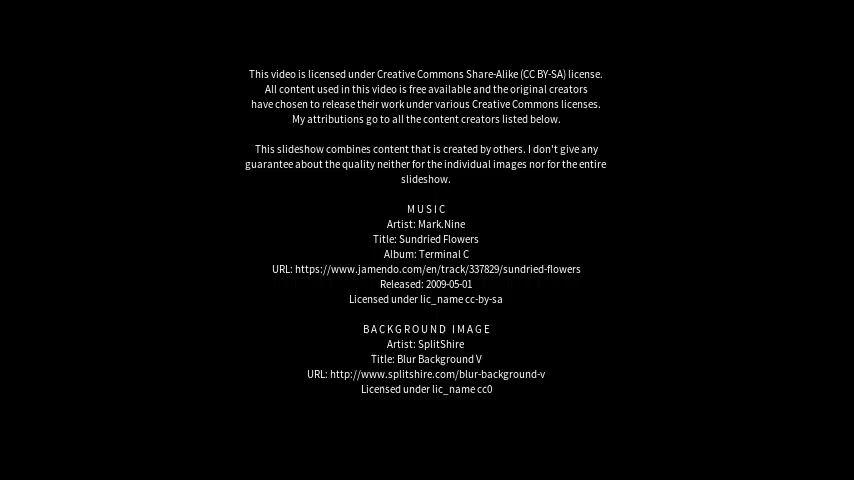 This video is licensed under Creative Commons Share-Alike (CC BY-SA) license.
All content used in this video is free available and the original creators
have chosen to release their work under various Creative Commons licenses.
My attributions go to all the content creators listed below.
This slideshow combines content that is created by others. I don't give any
guarantee about the quality neither for the individual images nor for the entire
slideshow.
MUSIC
Artist: Mark.Nine
Title: Sundried Flowers
Album: Terminal C
URL: https://www.jamendo.com/en/track/337829/sundried-flowers
Released: 2009-05-01
Licensed under lic_name cc-by-sa
BACKGROUND IMAGE
Artist: SplitShire
Title: Blur Background V
URL: http://www.splitshire.com/blur-background-v
Licensed under lic_name cc0